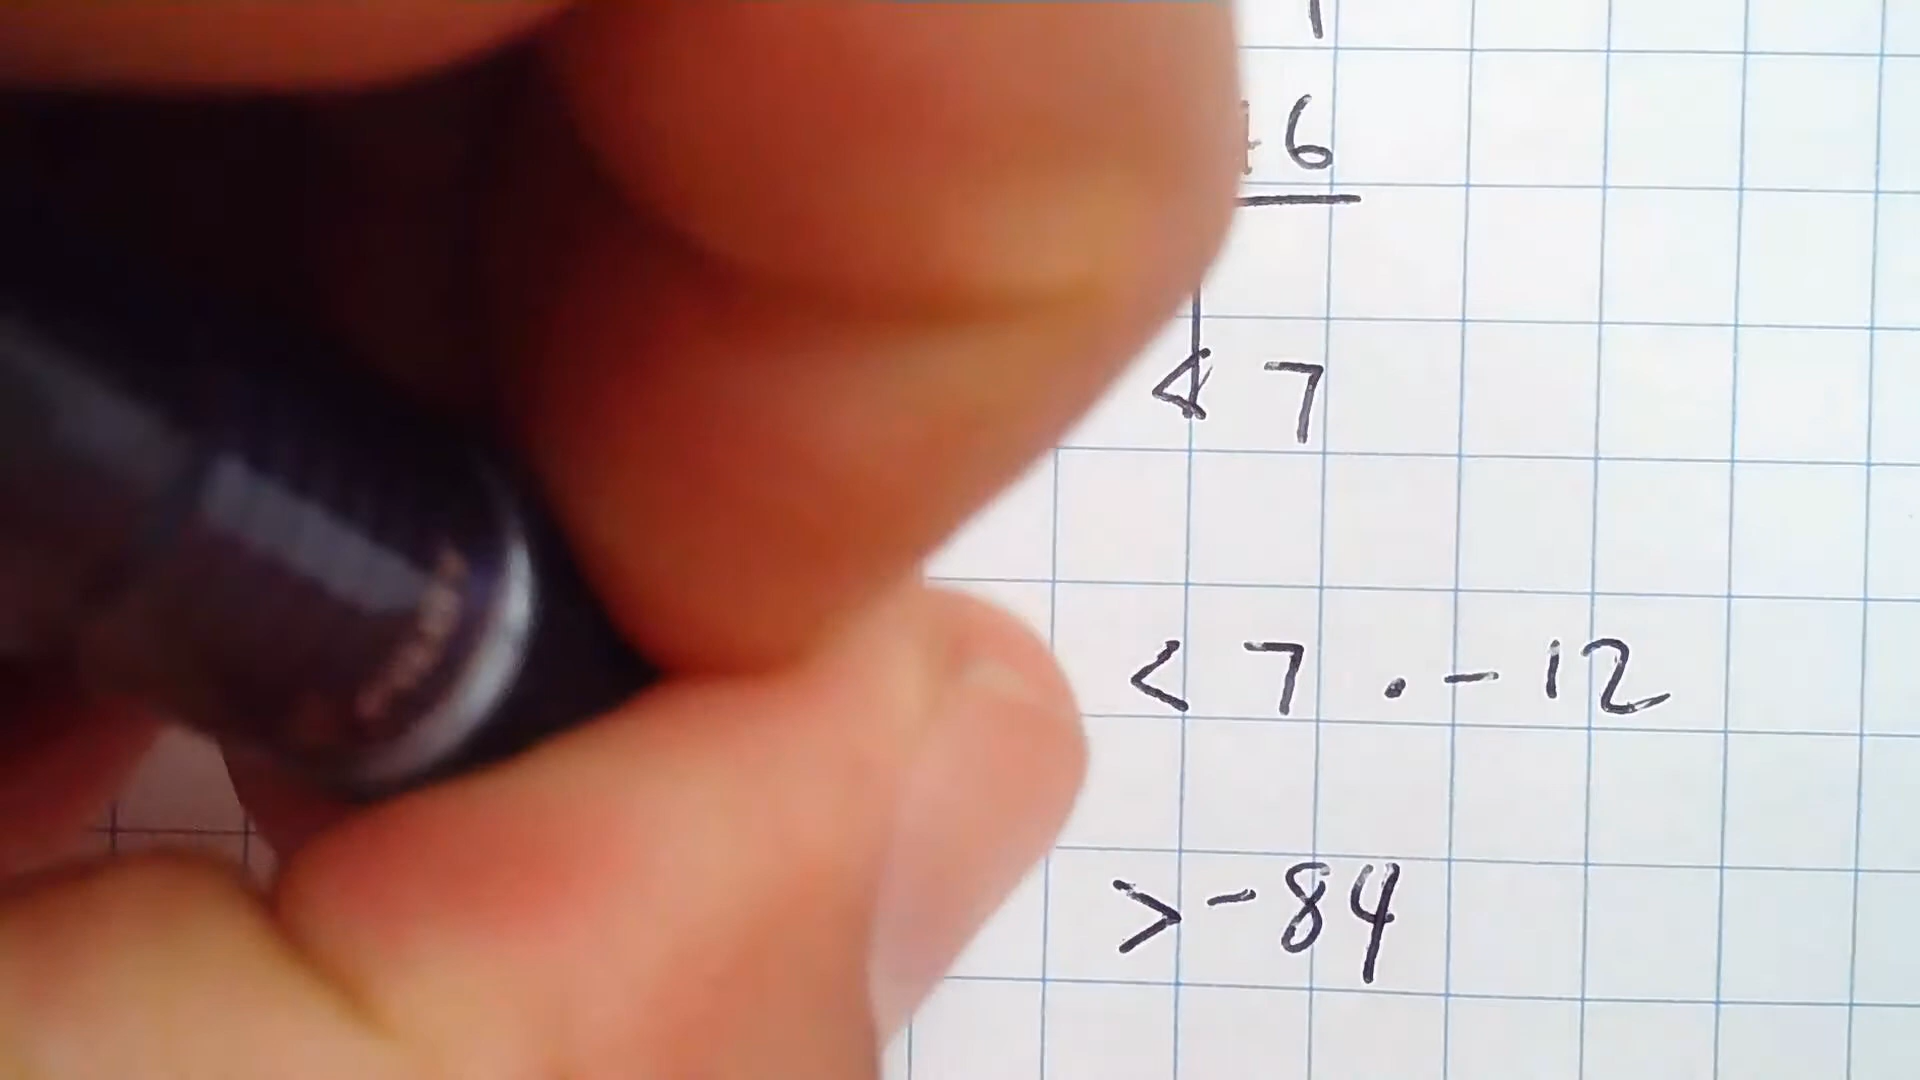 + 6
< 7
< 7 . - 12
> - 84